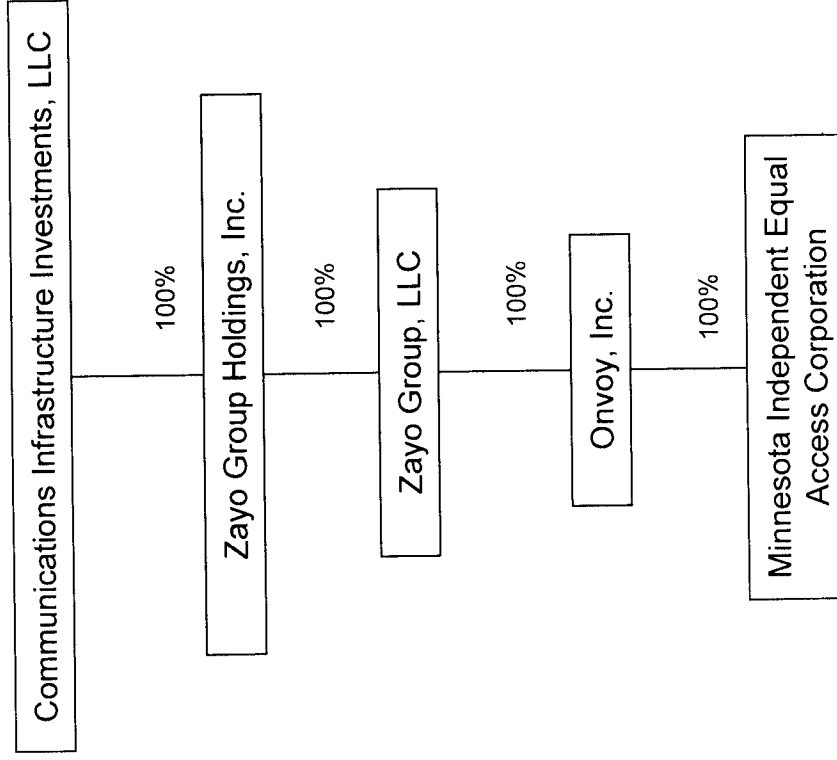 Communications Infrastructure Investments, LLC
100%
Zayo Group Holdings, Inc.
100%
Zayo Group, LLC
100%
Onvoy, Inc.
100%
Minnesota Independent Equal
Access Corporation